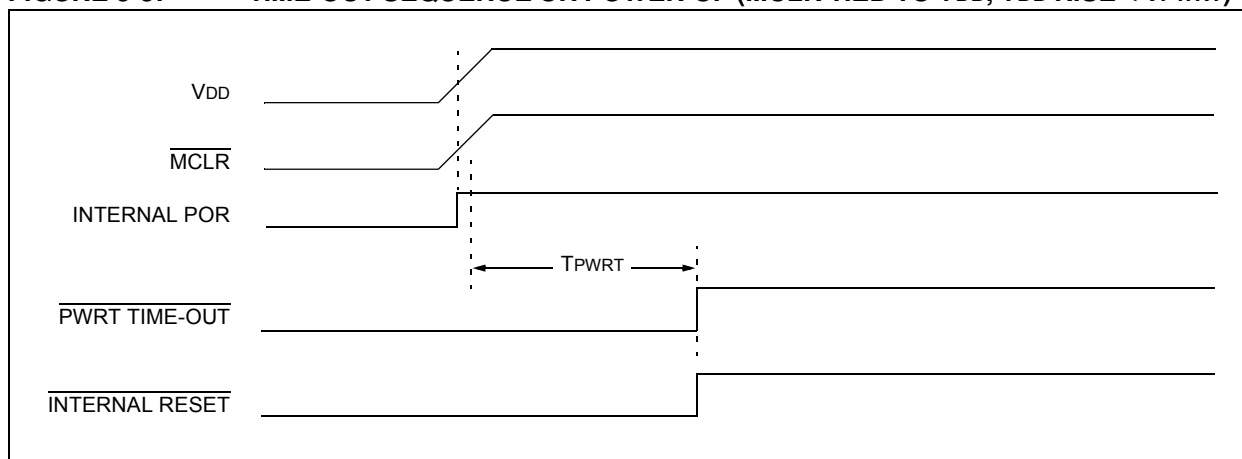 VDD
MCLR
INTERNAL POR
TPWRT
PWRT TIME-OUT
INTERNAL RESET